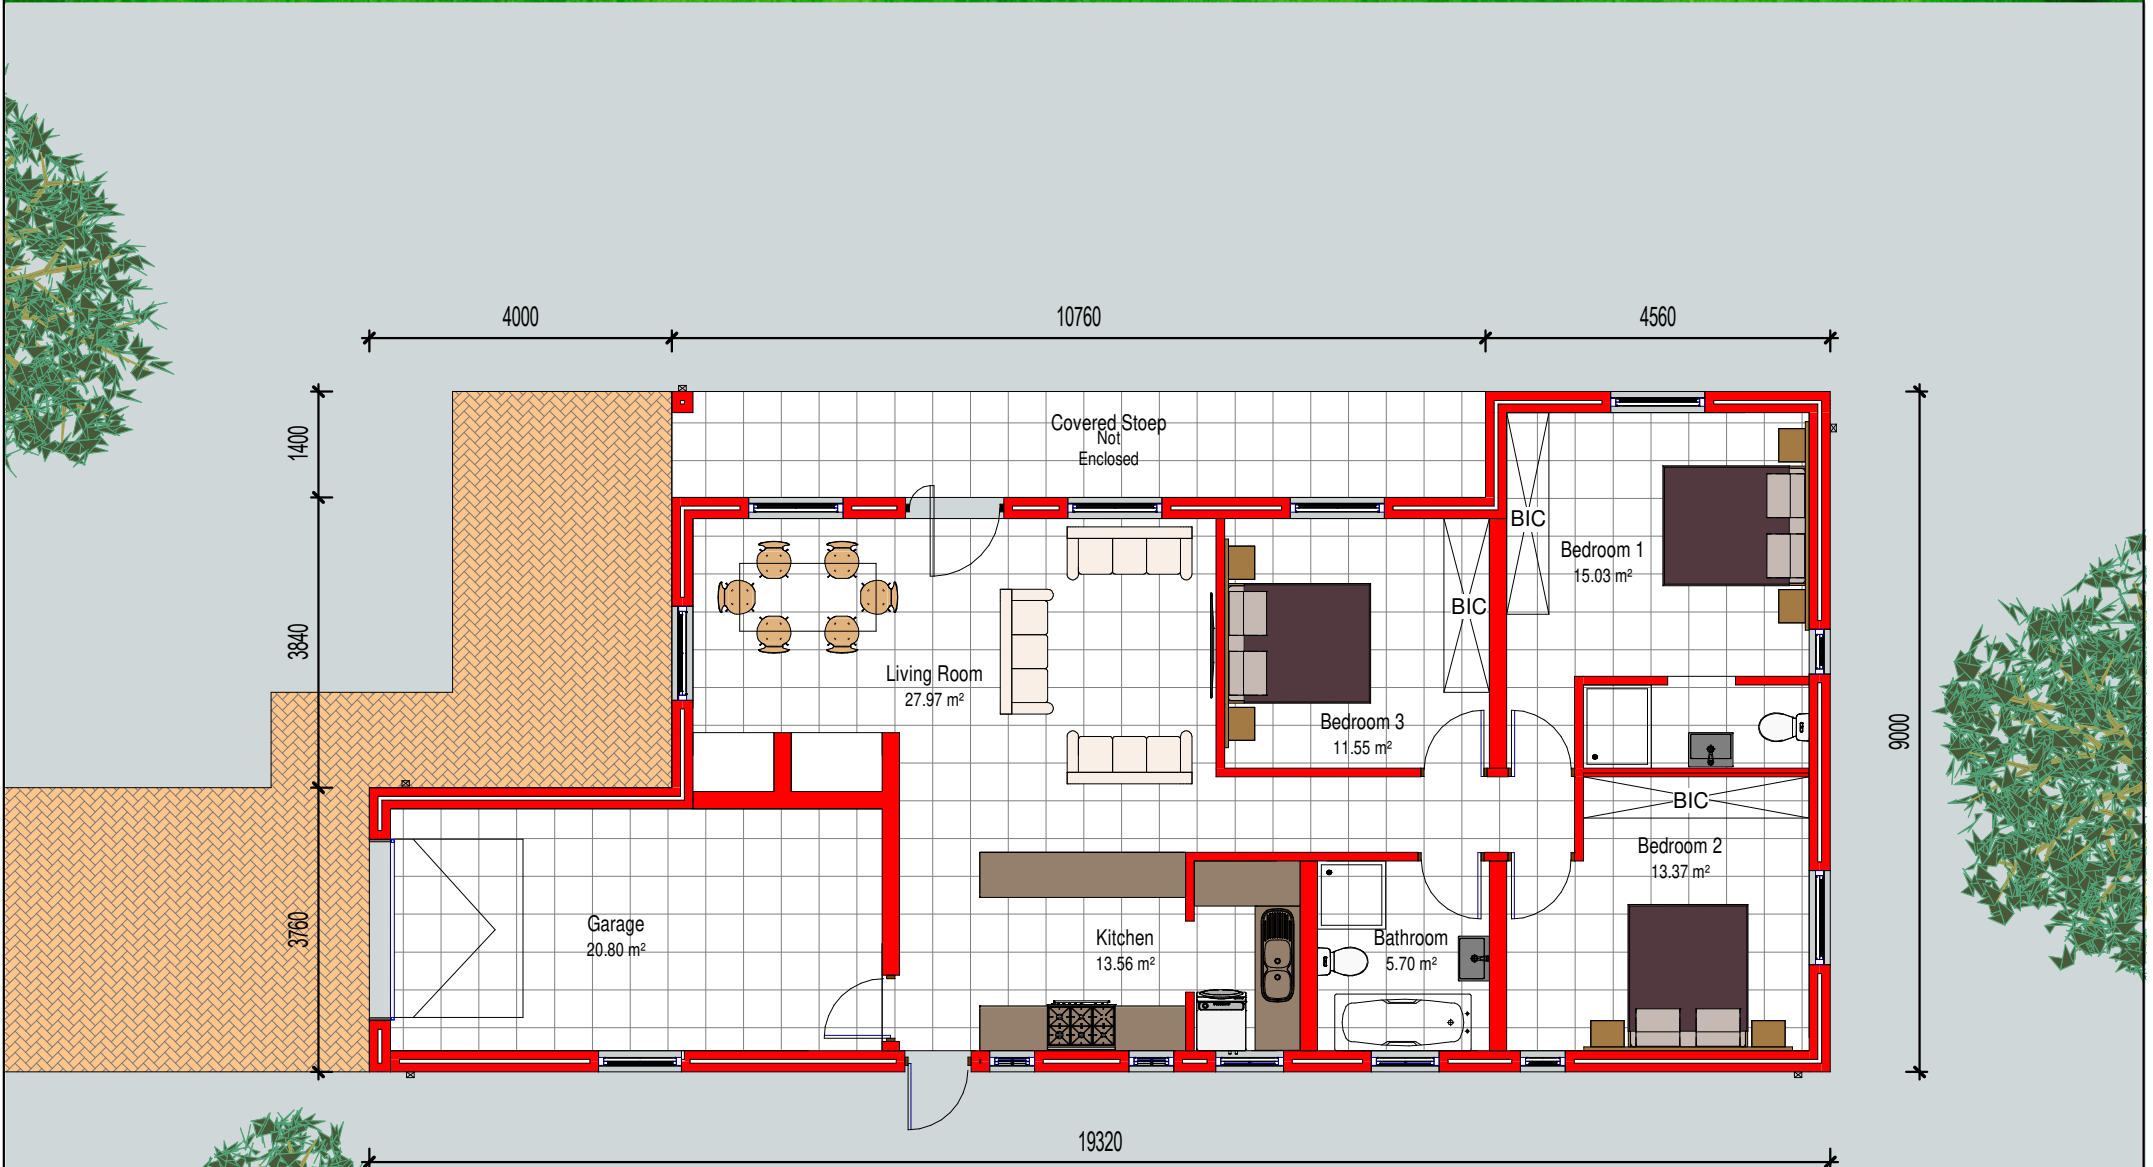 4000
10760
4560
1400
3840
3760
9000
Covered Stoep
Not
Enclosed
BIC
Bedroom 1
15.03 m²
BIC
Living Room
27.97 m²
Bedroom 3
11.55 m²
BIC
Bedroom 2
13.37 m²
Garage
20.80 m²
Kitchen
13.56 m²
Bathroom
5.70 m²
19320